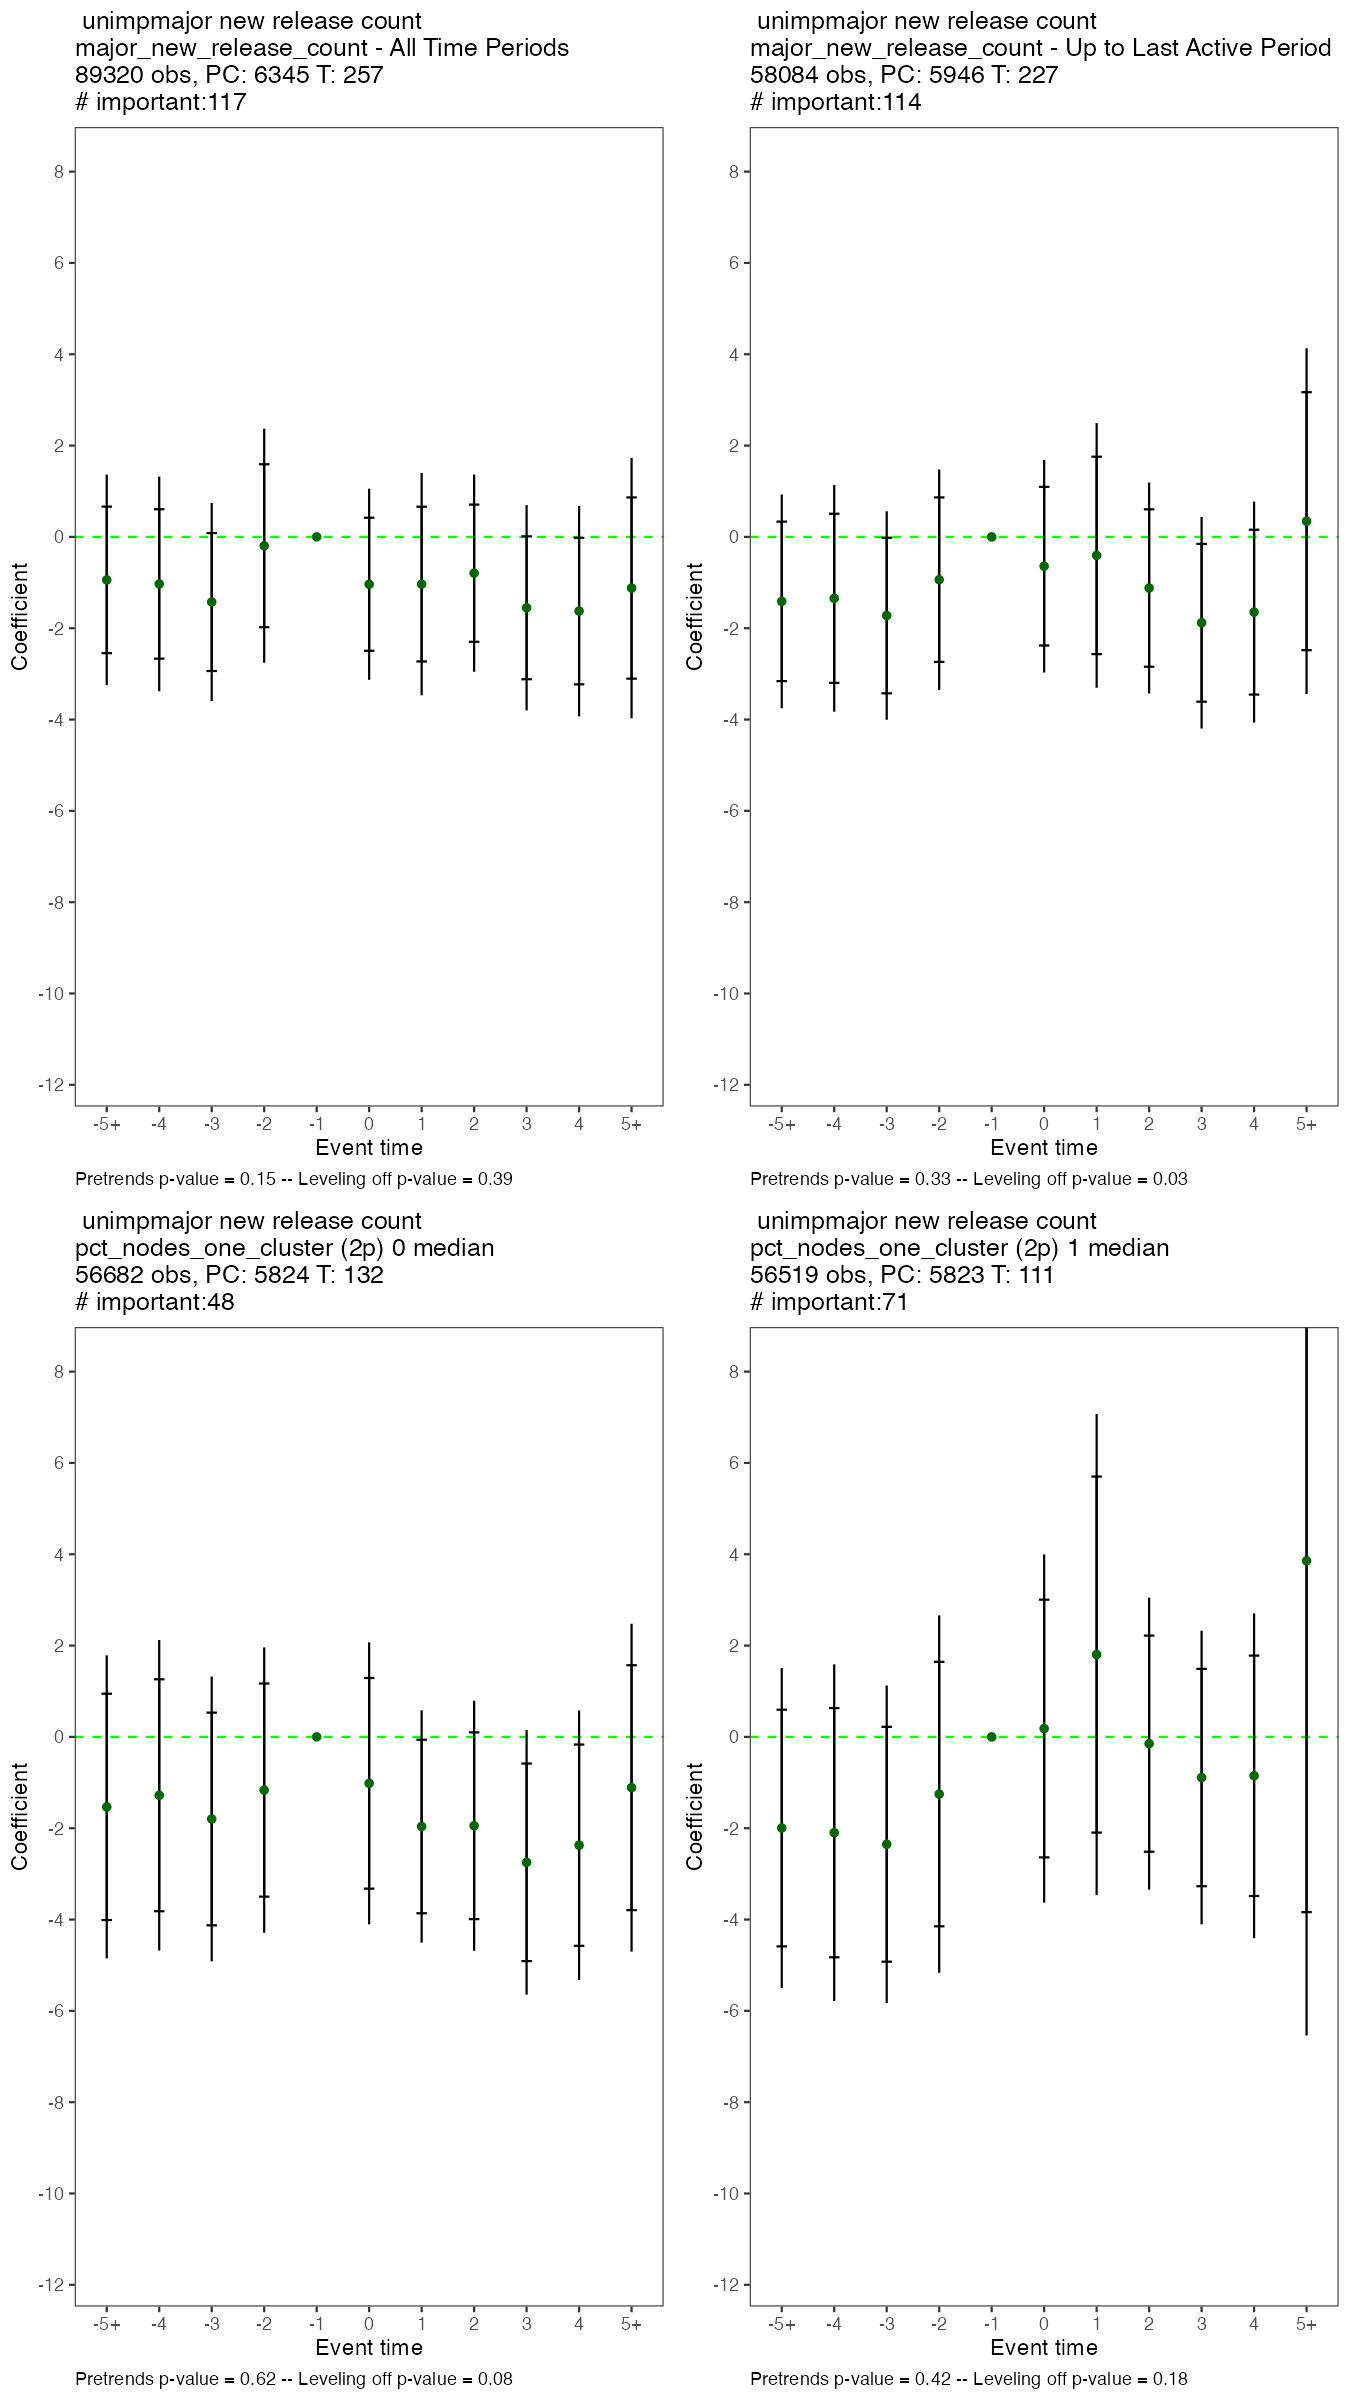 unimpmajor new release count
major_new_release_count - All Time Periods
89320 obs, PC: 6345 T: 257
# important:117
8
6
4
2
0
-2
-4
-6
-8
-10
-12
Coefficient
-5+ -4 -3 -2 -1 0 1 2 3 4 5+
Event time
Pretrends p-value = 0.15 -- Leveling off p-value = 0.39
unimpmajor new release count
major_new_release_count - Up to Last Active Period
58084 obs, PC: 5946 T: 227
# important:114
8
6
4
2
0
-2
-4
-6
-8
-10
-12
Coefficient
-5+ -4 -3 -2 -1 0 1 2 3 4 5+
Event time
Pretrends p-value = 0.33 -- Leveling off p-value = 0.03
unimpmajor new release count
pct_nodes_one_cluster (2p) 0 median
56682 obs, PC: 5824 T: 132
# important:48
8
6
4
2
0
-2
-4
-6
-8
-10
-12
Coefficient
-5+ -4 -3 -2 -1 0 1 2 3 4 5+
Event time
Pretrends p-value = 0.62 -- Leveling off p-value = 0.08
unimpmajor new release count
pct_nodes_one_cluster (2p) 1 median
56519 obs, PC: 5823 T: 111
# important:71
8
6
4
2
0
-2
-4
-6
-8
-10
-12
Coefficient
-5+ -4 -3 -2 -1 0 1 2 3 4 5+
Event time
Pretrends p-value = 0.42 -- Leveling off p-value = 0.18